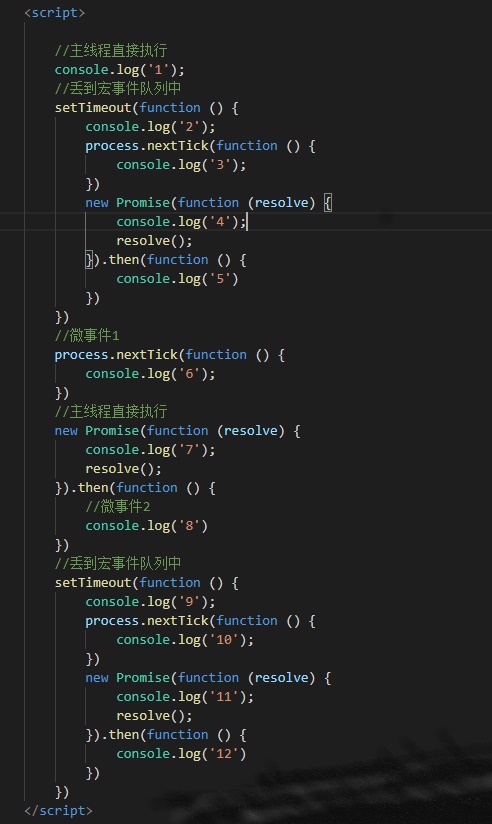 <script>
//主线程直接执行
console.log('1');
//丢到宏事件队列中
setTimeout(function () {
console.log('2');
process.nextTick(function () {
console.log('3');
})
new Promise(function (resolve) {
console.log('4');
resolve();
}).then(function () {
console.log('5')
})
})
//微事件1
process.nextTick(function () {
console.log('6');
})
//主线程直接执行
new Promise(function (resolve) {
console.log('7');
resolve();
}).then(function () {
//微事件2
console.log('8')
})
//丢到宏事件队列中
setTimeout(function () {
console.log('9');
process.nextTick(function () {
console.log('10');
})
new Promise(function (resolve) {
console.log('11');
resolve();
}).then(function () {
console.log('12')
})
})
</script>